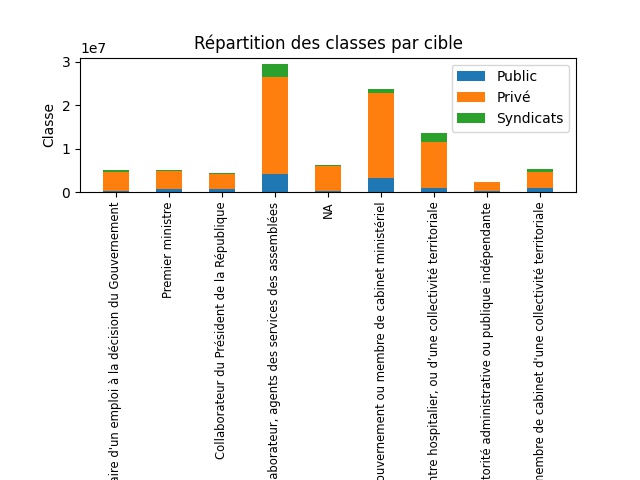 Répartition des classes par cible
1e7
3
2
1
0
Classe
Public
Privé
Syndicats
aire d'un emploi à la décision du Gouvernement
Premier ministre
Collaborateur du Président de la République
aborateur, agents des services des assemblées
NA
ouvernement ou membre de cabinet ministériel
ntre hospitalier, ou d'une collectivité territoriale
torité administrative ou publique indépendante
membre de cabinet d'une collectivité territoriale